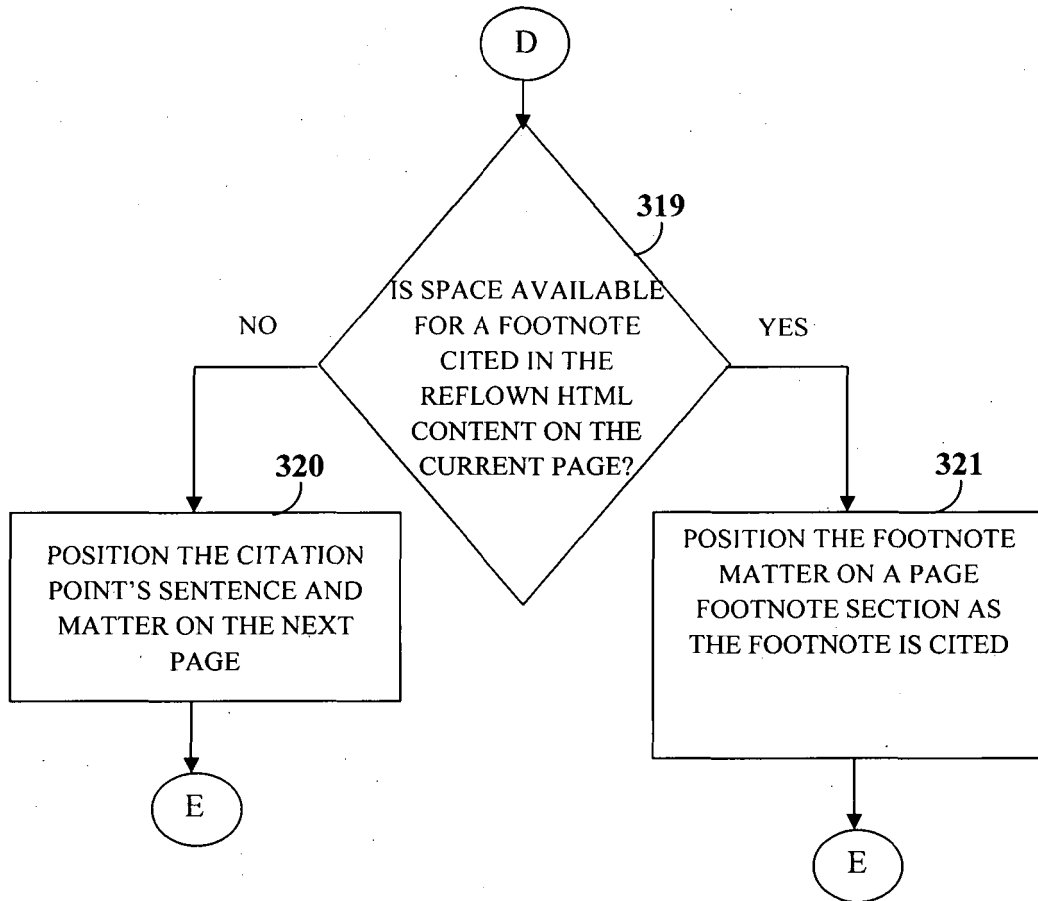 D
319
IS SPACE AVAILABLE
FOR A FOOTNOTE
CITED IN THE
REFLOWN HTML
CONTENT ON THE
CURRENT PAGE?
NO
YES
320
POSITION THE CITATION
POINT'S SENTENCE AND
MATTER ON THE NEXT
PAGE
321
POSITION THE FOOTNOTE
MATTER ON A PAGE
FOOTNOTE SECTION AS
THE FOOTNOTE IS CITED
E
E